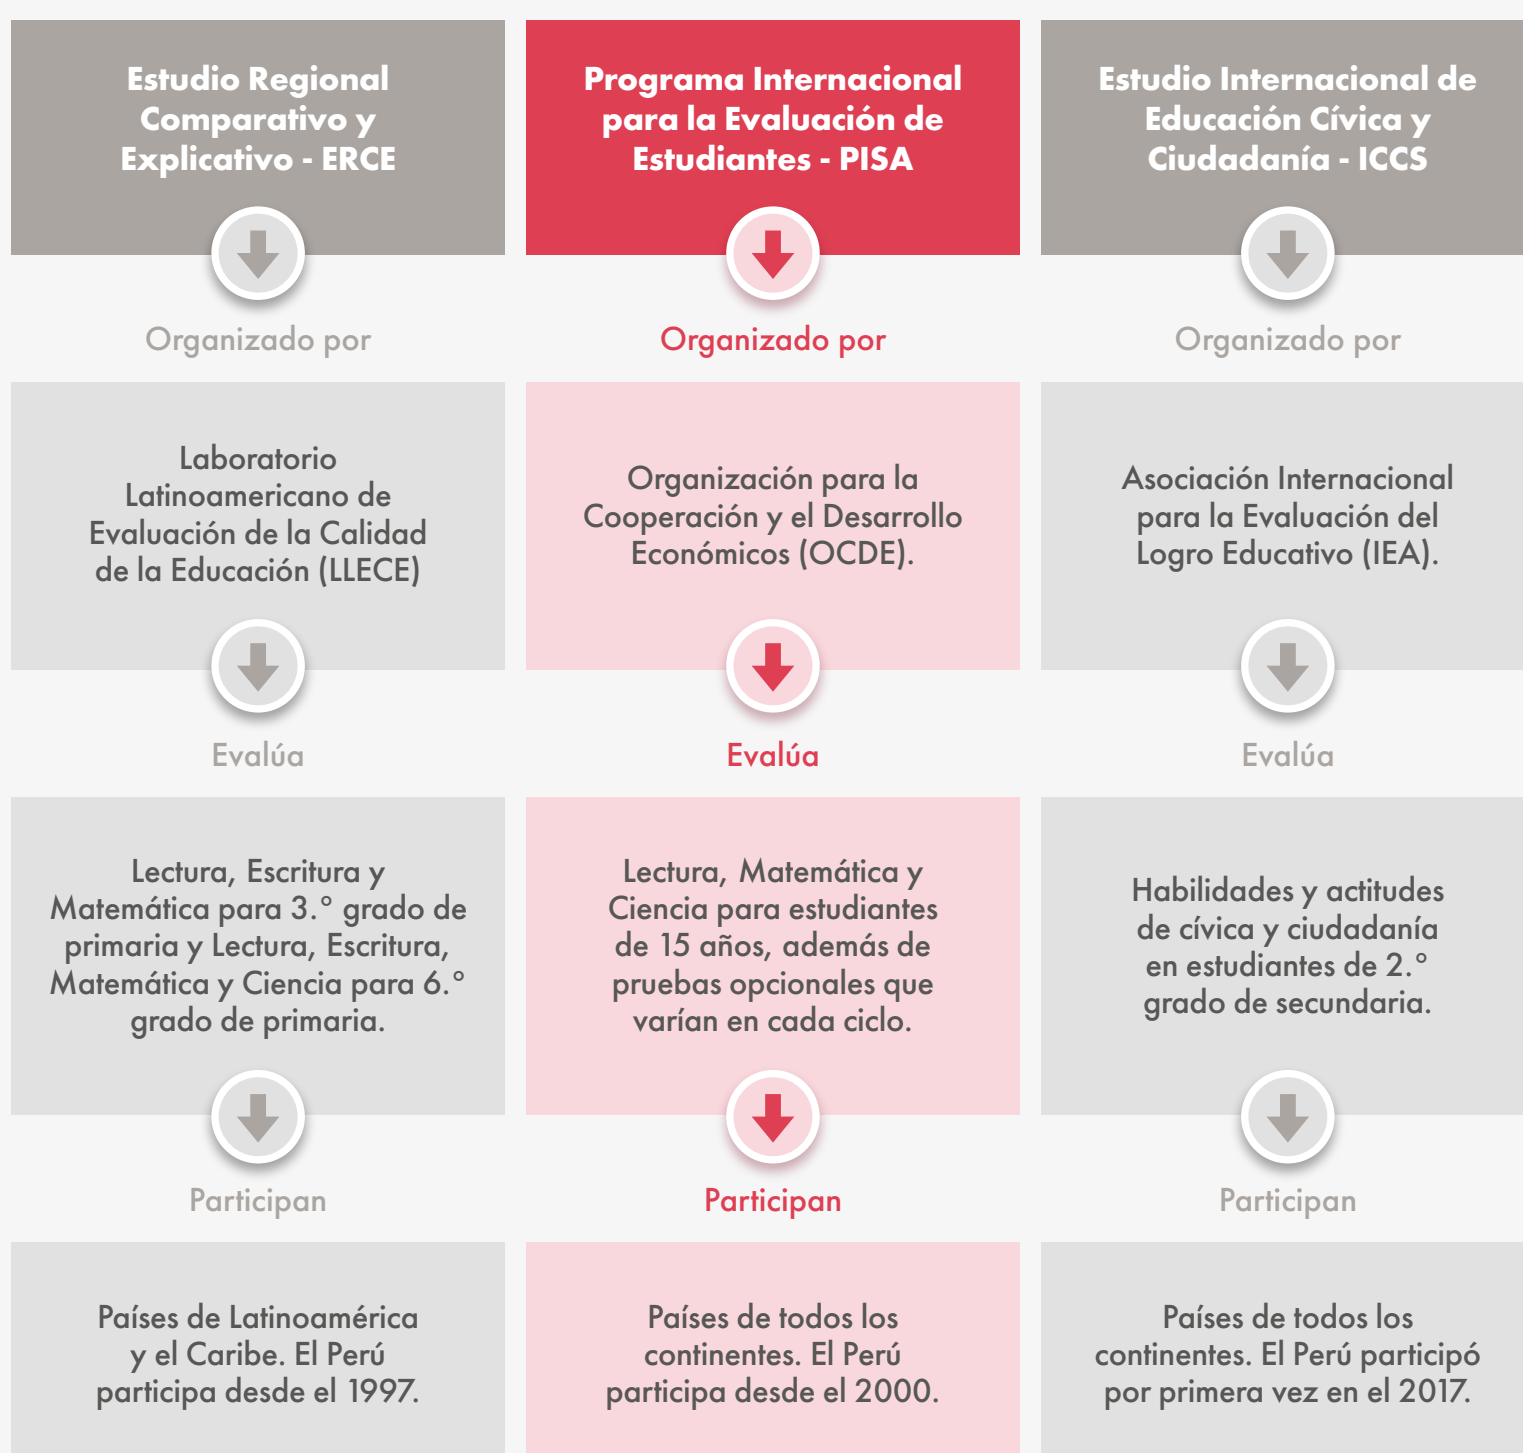 Estudio Regional
Comparativo y
Explicativo - ERCE
Organizado por
Laboratorio
Latinoamericano de
Evaluación de la Calidad
de la Educación (LLECE)
Evalúa
Lectura, Escritura y
Matemática para 3.° grado de
primaria y Lectura, Escritura,
Matemática y Ciencia para 6.°
grado de primaria.
Participan
Países de Latinoamérica
y el Caribe. El Perú
participa desde el 1997.
Programa Internacional
para la Evaluación de
Estudiantes - PISA
Organizado por
Organización para la
Cooperación y el Desarrollo
Económicos (OCDE).
Evalúa
Lectura, Matemática y
Ciencia para estudiantes
de 15 años, además de
pruebas opcionales que
varían en cada ciclo.
Participan
Países de todos los
continentes. El Perú
participa desde el 2000.
Estudio Internacional de
Educación Cívica y
Ciudadanía - ICCS
Organizado por
Asociación Internacional
para la Evaluación del
Logro Educativo (IEA).
Evalúa
Habilidades y actitudes
de cívica y ciudadanía
en estudiantes de 2.°
grado de secundaria.
Participan
Países de todos los
continentes. El Perú participó
por primera vez en el 2017.